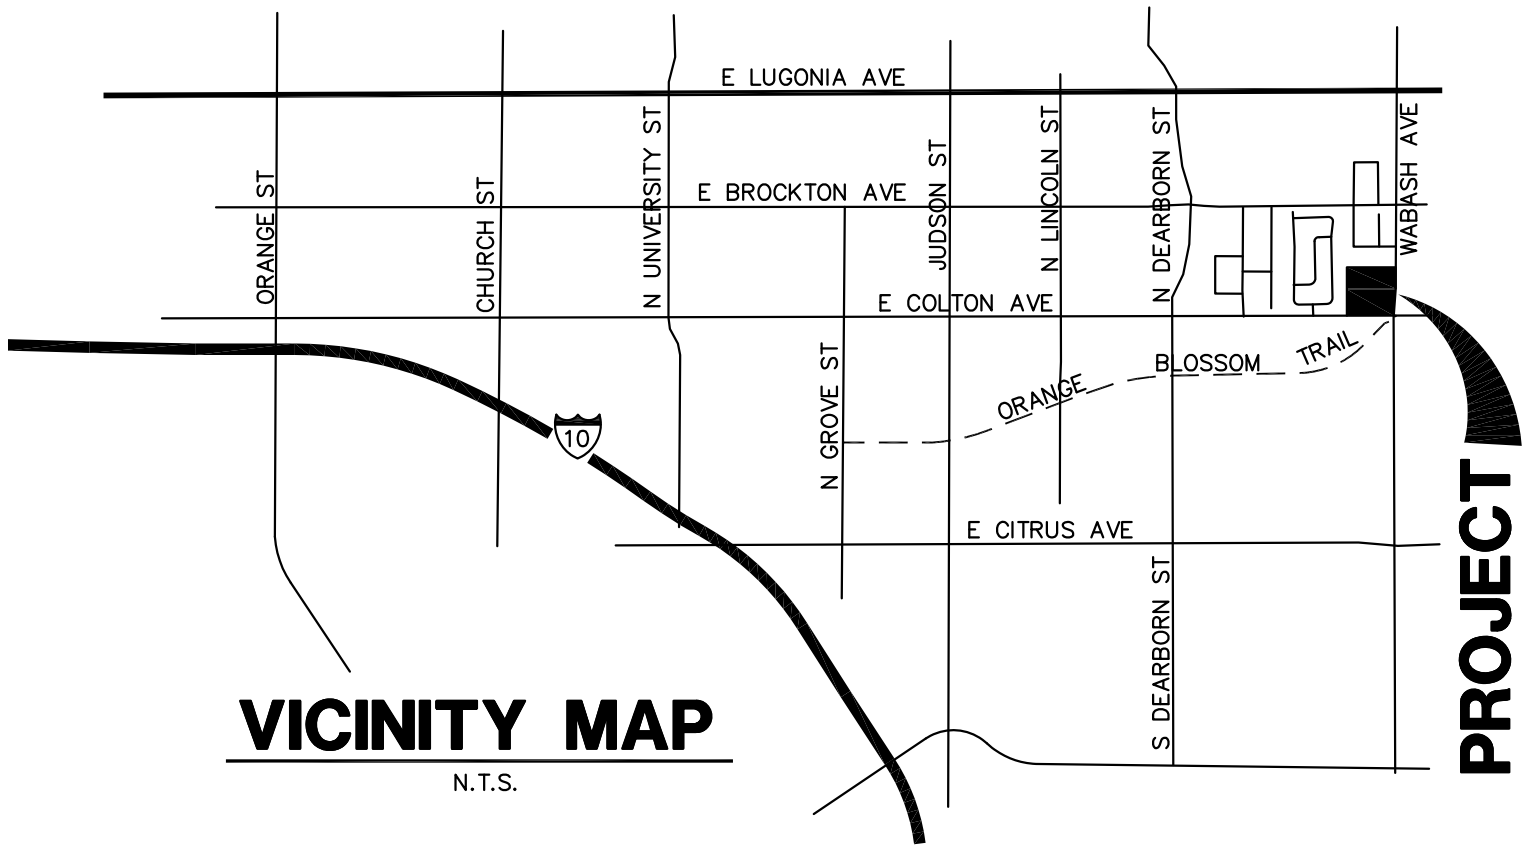 E LUGONIA AVE
ORANGE ST
CHURCH ST
N UNIVERSITY ST
E BROCKTON AVE
JUDSON ST
N LINCOLN ST
N DEARBORN ST
WABASH AVE
E COLTON AVE
N GROVE ST
ORANGE BLOSSOM TRAIL
10
E CITRUS AVE
S DEARBORN ST
PROJECT
VICINITY MAP
N.T.S.